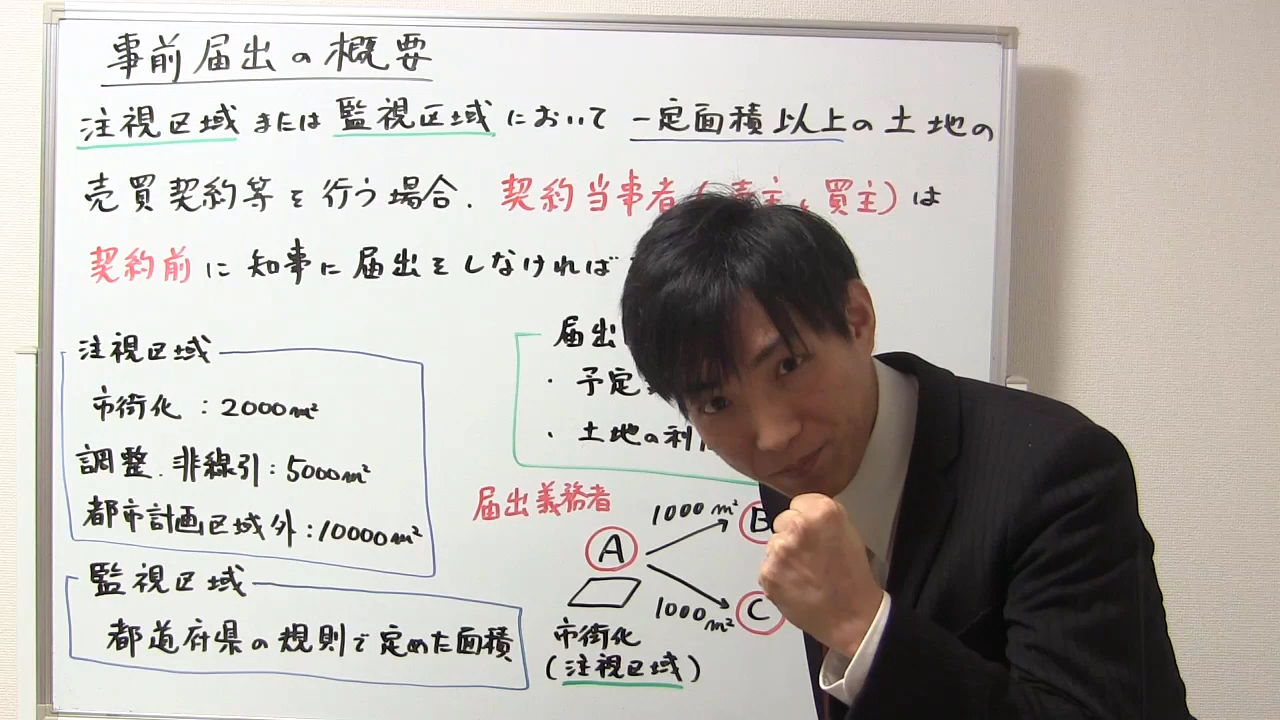 事前届出の概要
注視区域または監視区域において一定面積以上の土地の
売買契約等を行う場合、契約当事者(売主、買主)は
契約前に知事に届出をしなければ
注視区域
市街化:2000m²
調整、非線引:5000m²
都市計画区域外:10000m²
監視区域
都道府県の規則で定めた面積
届出
・予定
・土地の利
届出義務者
A
1000m²
B
1000m²
C
市街化
(注視区域)